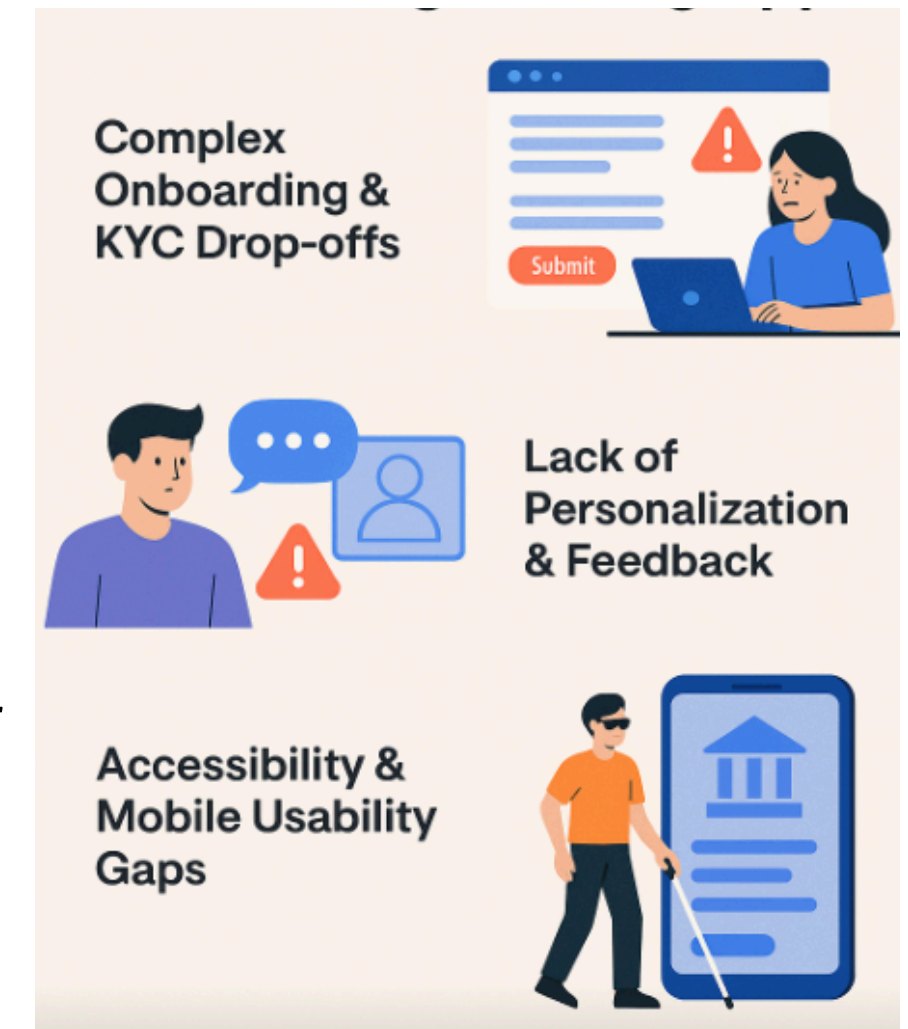 Complex
Onboarding &
KYC Drop-offs
Submit
Lack of
Personalization
& Feedback
Accessibility &
Mobile Usability
Gaps